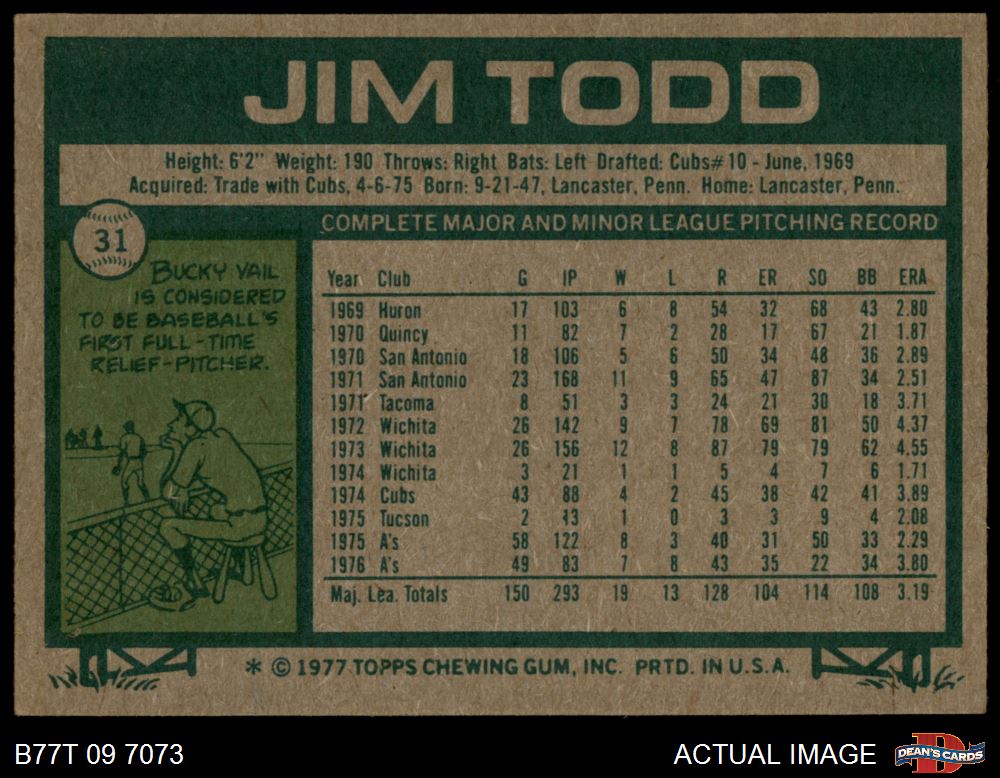 JIM TODD
Height: 6'2" Weight: 190 Throws: Right Bats: Left Drafted: Cubs#10 - June, 1969
Acquired: Trade with Cubs, 4-6-75 Born: 9-21-47, Lancaster, Penn. Home: Lancaster, Penn.
31
BUCKY VAIL
IS CONSIDERED
TO BE BASEBALL'S
FIRST FULL-TIME
RELIEF-PITCHER.
COMPLETE MAJOR AND MINOR LEAGUE PITCHING RECORD
Year Club G IP W L R ER SO BB ERA
1969 Huron 17 103 6 8 54 32 68 43 2.80
1970 Quincy 11 82 7 2 28 17 67 21 1.87
1970 San Antonio 18 106 5 6 50 34 48 36 2.89
1971 San Antonio 23 168 11 9 65 47 87 34 2.51
1971 Tacoma 8 51 3 3 24 21 30 18 3.71
1972 Wichita 26 142 9 7 78 69 81 50 4.37
1973 Wichita 26 156 12 8 87 79 79 62 4.55
1974 Wichita 3 21 1 1 5 4 7 6 1.71
1974 Cubs 43 88 4 2 45 38 42 41 3.89
1975 Tucson 2 13 1 0 3 3 9 4 2.08
1975 A's 58 122 8 3 40 31 50 33 2.29
1976 A's 49 83 7 8 43 35 22 34 3.80
Maj. Lea. Totals 150 293 19 13 128 104 114 108 3.19
* © 1977 TOPPS CHEWING GUM, INC. PRTD. IN U.S.A.
B77T 09 7073
ACTUAL IMAGE
DEAN'S CARDS